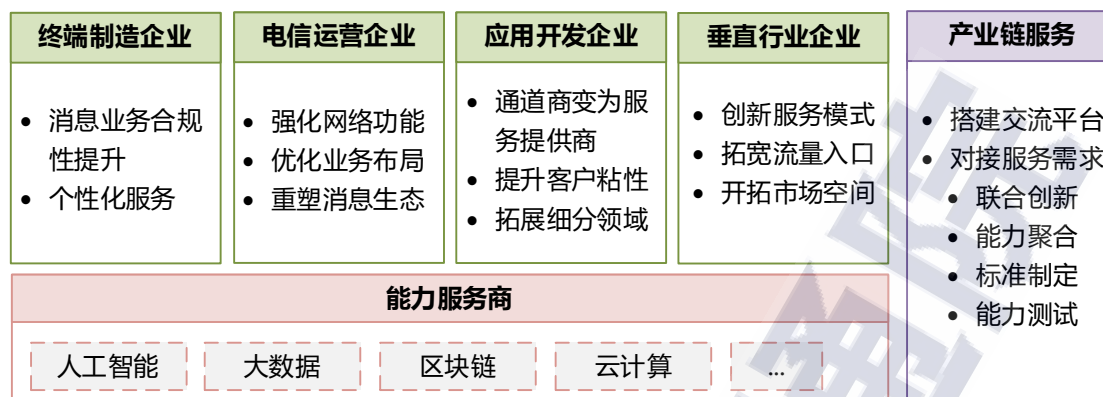 终端制造企业
• 消息业务合规
性提升
• 个性化服务
电信运营企业
• 强化网络功能
• 优化业务布局
• 重塑消息生态
应用开发企业
• 通道商变为服
务提供商
• 提升客户粘性
• 拓展细分领域
垂直行业企业
• 创新服务模式
• 拓宽流量入口
• 开拓市场空间
产业链服务
• 搭建交流平台
• 对接服务需求
• 联合创新
• 能力聚合
• 标准制定
• 能力测试
能力服务商
人工智能
大数据
区块链
云计算
...
通院